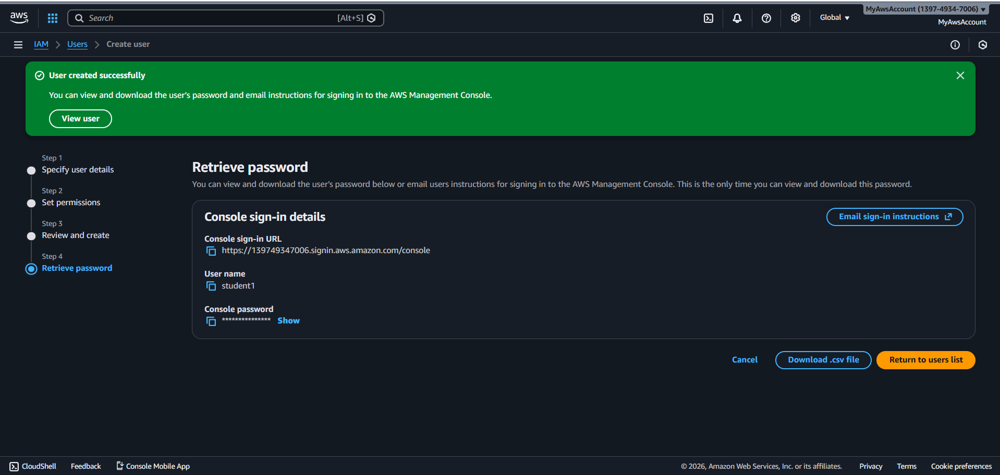 aws
Search [Alt+S]
Global
MyAwsAccount (1397-4934-7006)
MyAwsAccount
IAM
Users
Create user
User created successfully
You can view and download the user's password and email instructions for signing in to the AWS Management Console.
View user
Step 1
Specify user details
Step 2
Set permissions
Step 3
Review and create
Step 4
Retrieve password
Retrieve password
You can view and download the user's password below or email users instructions for signing in to the AWS Management Console. This is the only time you can view and download this password.
Console sign-in details
Email sign-in instructions
Console sign-in URL
https://139749347006.signin.aws.amazon.com/console
User name
student1
Console password
*************** Show
Cancel
Download .csv file
Return to users list
CloudShell
Feedback
Console Mobile App
© 2026, Amazon Web Services, Inc. or its affiliates.
Privacy
Terms
Cookie preferences